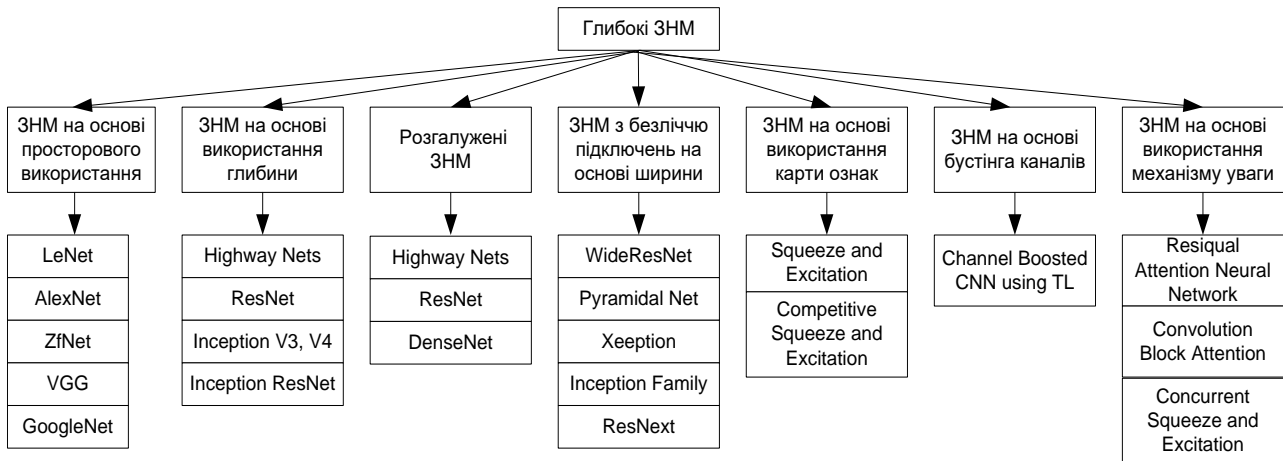 Глибокі ЗНМ
ЗНМ на основі
просторового
використання
ЗНМ на основі
використання
глибини
Розгалужені
ЗНМ
ЗНМ з безліччю
підключень на
основі ширини
ЗНМ на основі
використання
карти ознак
ЗНМ на основі
бустінга каналів
ЗНМ на основі
використання
механізму уваги
LeNet
AlexNet
ZfNet
VGG
GoogleNet
Highway Nets
ResNet
Inception V3, V4
Inception ResNet
Highway Nets
ResNet
DenseNet
WideResNet
Pyramidal Net
Xeeption
Inception Family
ResNext
Squeeze and
Excitation
Competitive
Squeeze and
Excitation
Channel Boosted
CNN using TL
Resiqual
Attention Neural
Network
Convolution
Block Attention
Concurrent
Squeeze and
Excitation